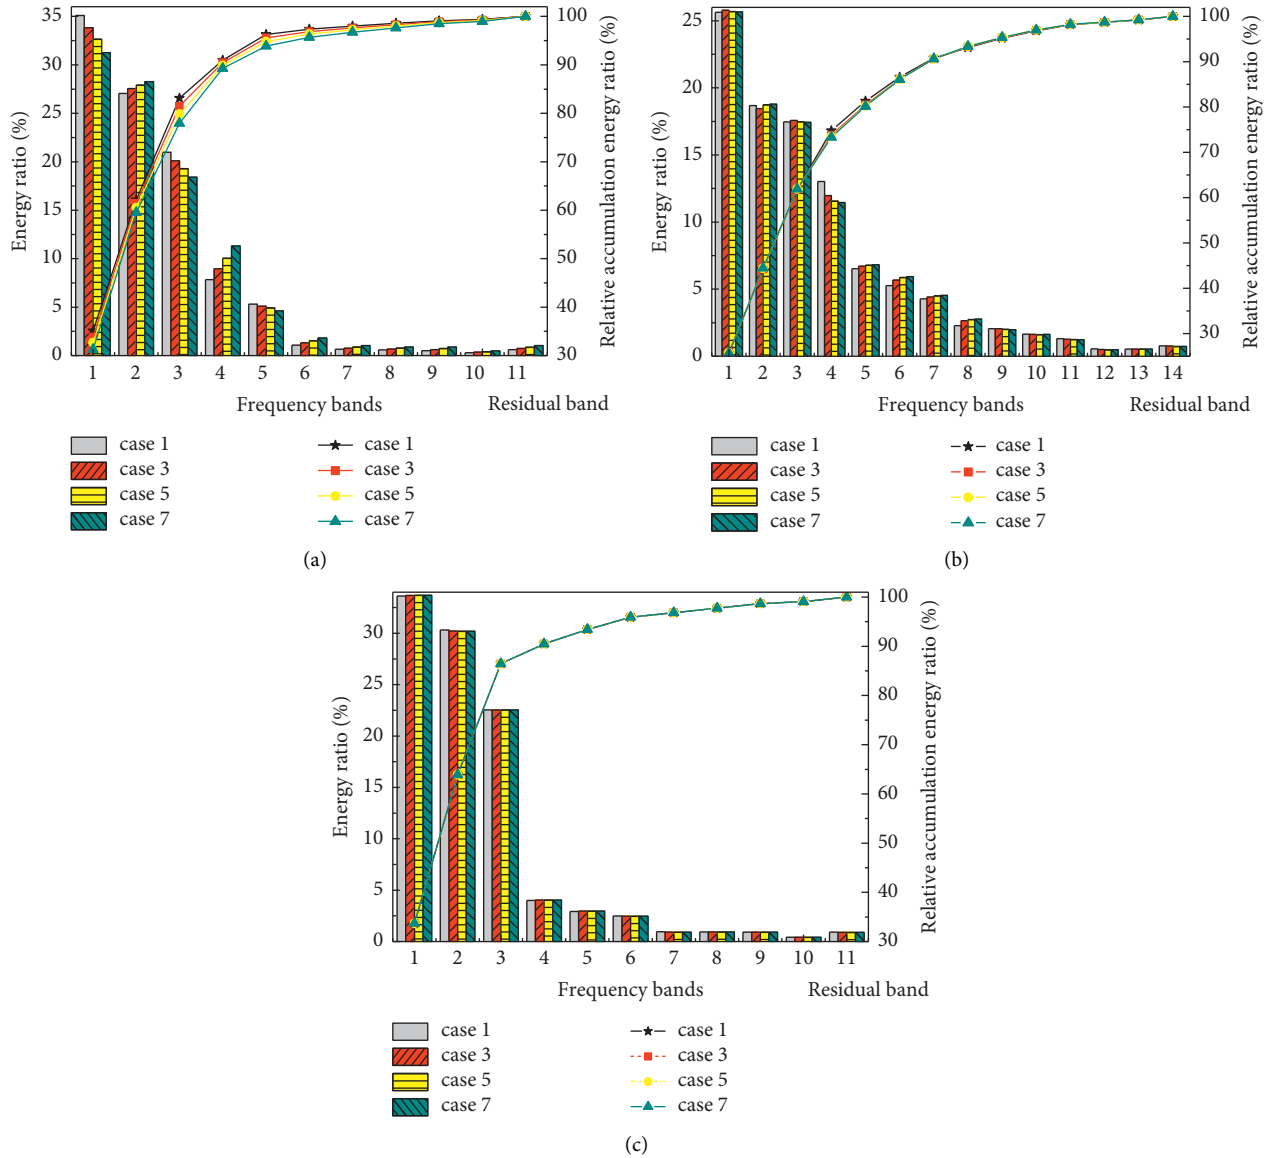 35
30
25
20
15
10
5
0
Energy ratio (%)
100
90
80
70
60
50
40
30
Relative accumulation energy ratio (%)
1 2 3 4 5 6 7 8 9 10 11
Frequency bands Residual band
case 1 case 1
case 3 case 3
case 5 case 5
case 7 case 7
(a)
25
20
15
10
5
0
Energy ratio (%)
100
90
80
70
60
50
40
30
Relative accumulation energy ratio (%)
1 2 3 4 5 6 7 8 9 10 11 12 13 14
Frequency bands Residual band
case 1 case 1
case 3 case 3
case 5 case 5
case 7 case 7
(b)
30
25
20
15
10
5
0
Energy ratio (%)
100
90
80
70
60
50
40
30
Relative accumulation energy ratio (%)
1 2 3 4 5 6 7 8 9 10 11
Frequency bands Residual band
case 1 case 1
case 3 case 3
case 5 case 5
case 7 case 7
(c)